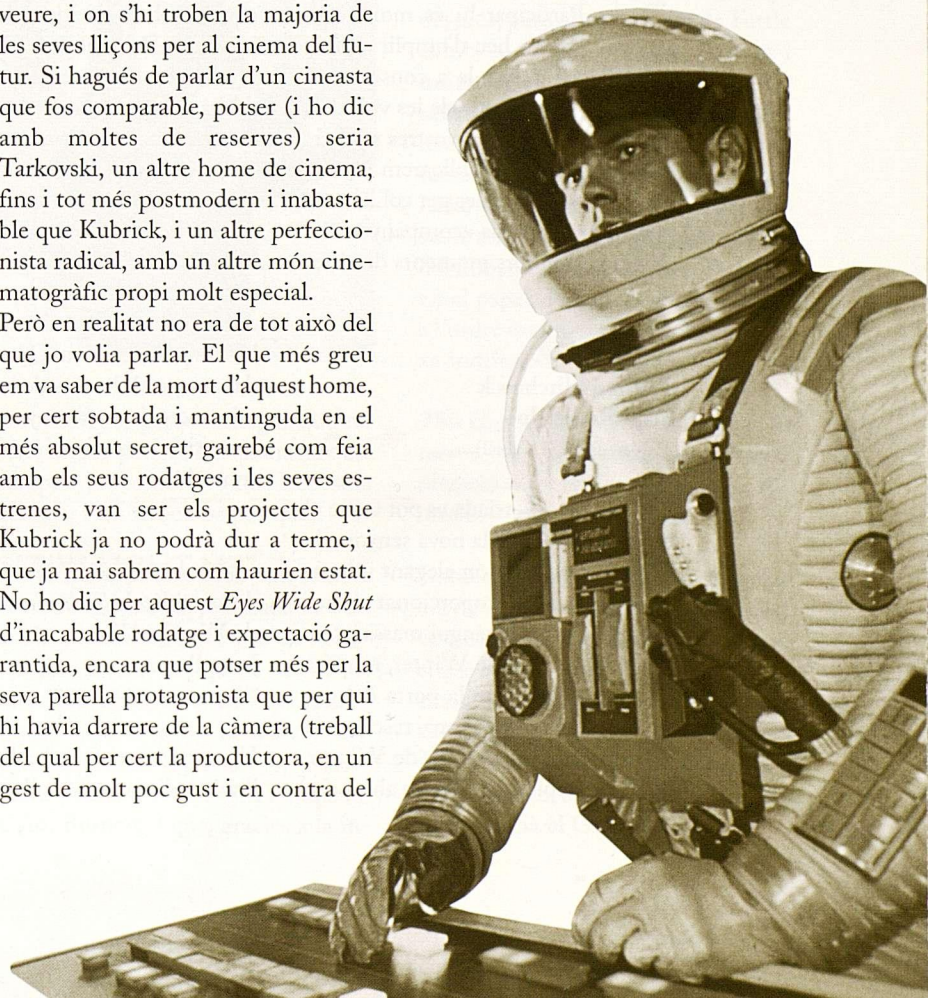 veure, i on s’hi troben la majoria de
les seves lliçons per al cinema del fu-
tur. Si hagués de parlar d’un cineasta
que fos comparable, potser (i ho dic
amb moltes de reserves) seria
Tarkovski, un altre home de cinema,
fins i tot més postmodern i inabasta-
ble que Kubrick, i un altre perfeccio-
nista radical, amb un altre món cine-
matogràfic propi molt especial.
Però en realitat no era de tot això del
que jo volia parlar. El que més greu
em va saber de la mort d’aquest home,
per cert sobtada i mantinguda en el
més absolut secret, gairebé com feia
amb els seus rodatges i les seves es-
trenes, van ser els projectes que
Kubrick ja no podrà dur a terme, i
que ja mai sabrem com haurien estat.
No ho dic per aquest Eyes Wide Shut
d’inacabable rodatge i expectació ga-
rantida, encara que potser més per la
seva parella protagonista que per qui
hi havia darrere de la càmera (treball
del qual per cert la productora, en un
gest de molt poc gust i en contra del